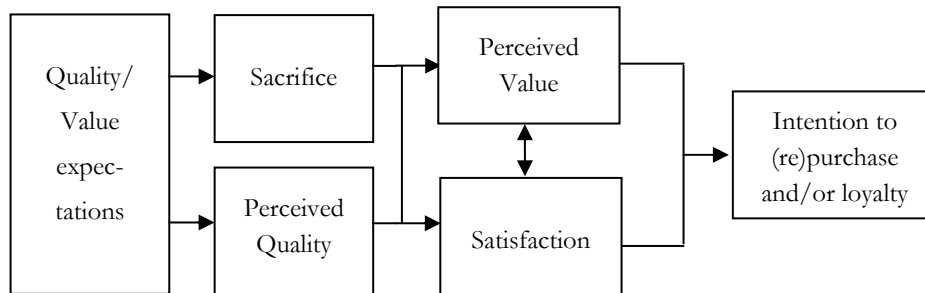 Quality/
Value
expec-
tations
Sacrifice
Perceived
Quality
Perceived
Value
Satisfaction
Intention to
(re)purchase
and/or loyalty